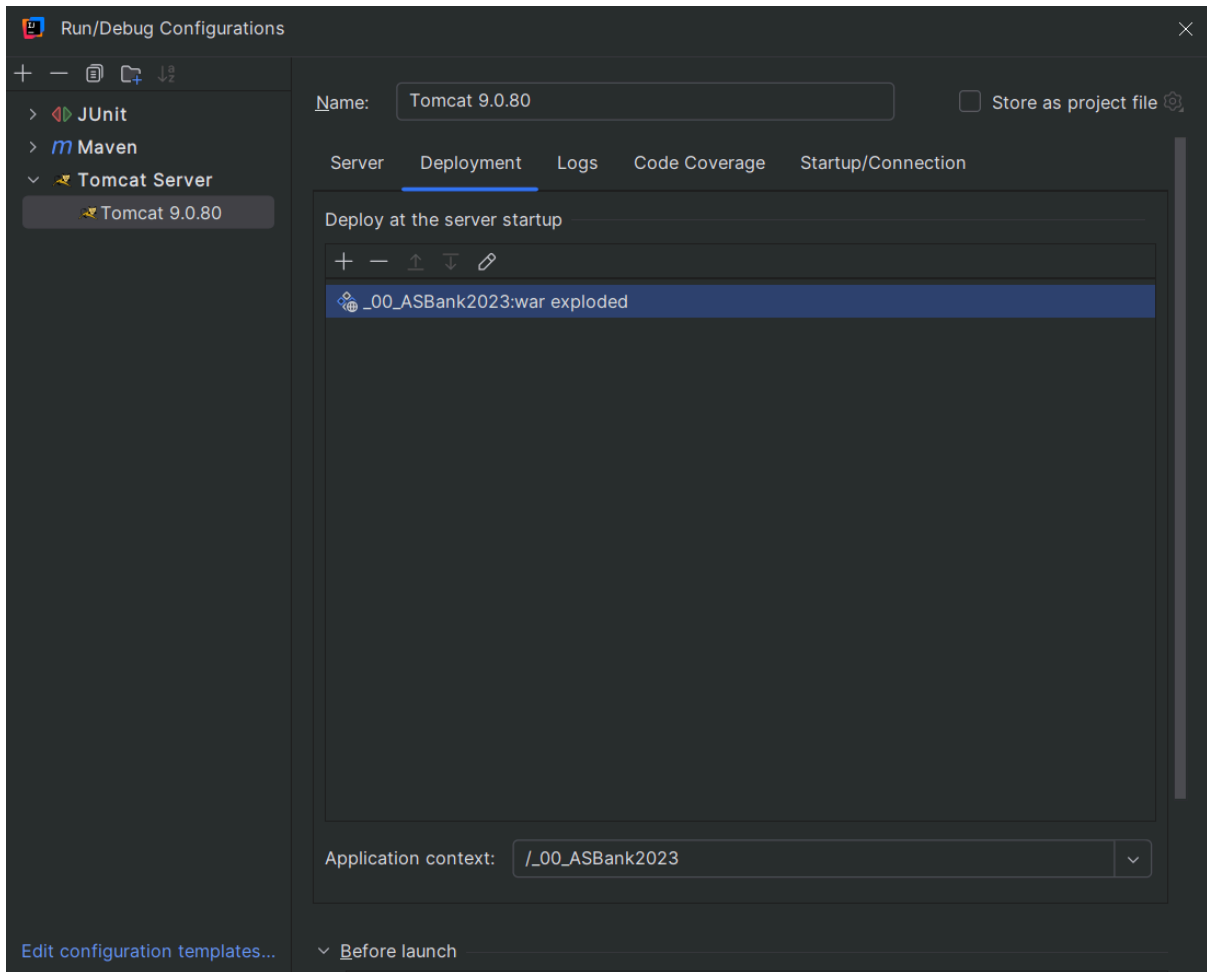 Run/Debug Configurations
JUnit
Maven
Tomcat Server
Tomcat 9.0.80
Edit configuration templates...
Name: Tomcat 9.0.80 Store as project file
Server Deployment Logs Code Coverage Startup/Connection
Deploy at the server startup
_00_ASBank2023:war exploded
Application context: /_00_ASBank2023
Before launch